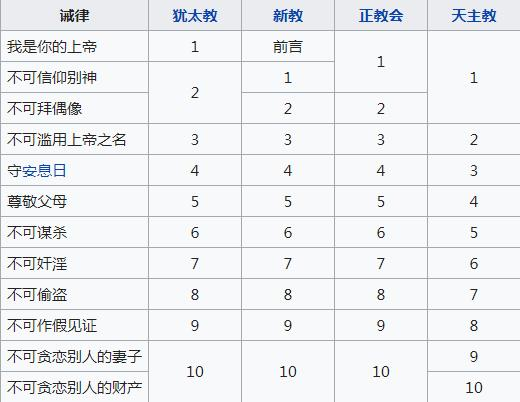 诫律 犹太教 新教 正教会 天主教
我是你的上帝 1 前言 1 1
不可信仰别神 2 1
不可拜偶像 2 2
不可滥用上帝之名 3 3 3 2
守安息日 4 4 4 3
尊敬父母 5 5 5 4
不可谋杀 6 6 6 5
不可奸淫 7 7 7 6
不可偷盗 8 8 8 7
不可作假见证 9 9 9 8
不可贪恋别人的妻子 10 10 10 9
不可贪恋别人的财产 10